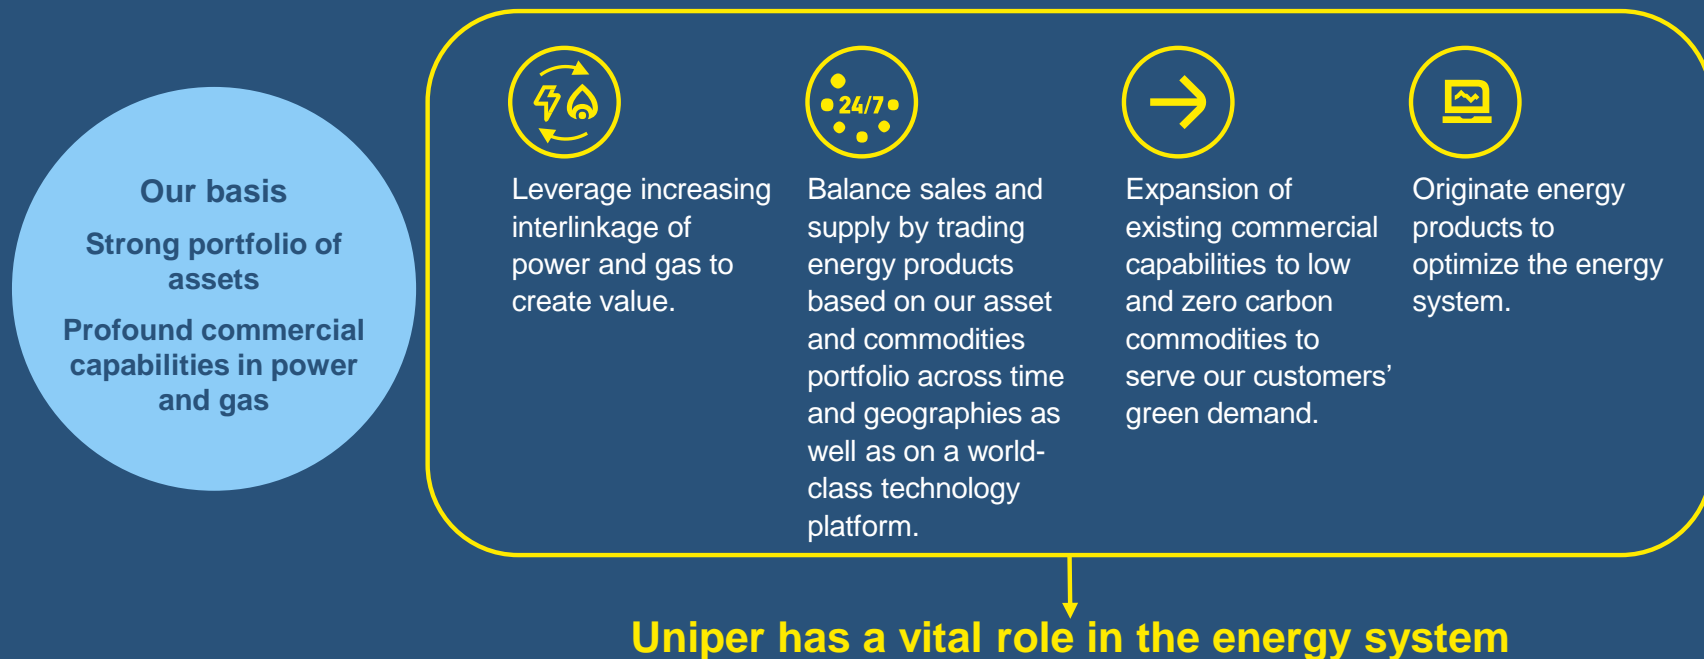 Our basis
Strong portfolio of
assets
Profound commercial
capabilities in power
and gas
Leverage increasing
interlinkage of
power and gas to
create value.
24/7
Balance sales and
supply by trading
energy products
based on our asset
and commodities
portfolio across time
and geographies as
well as on a world-
class technology
platform.
Expansion of
existing commercial
capabilities to low
and zero carbon
commodities to
serve our customers’
green demand.
Originate energy
products to
optimize the energy
system.
Uniper has a vital role in the energy system